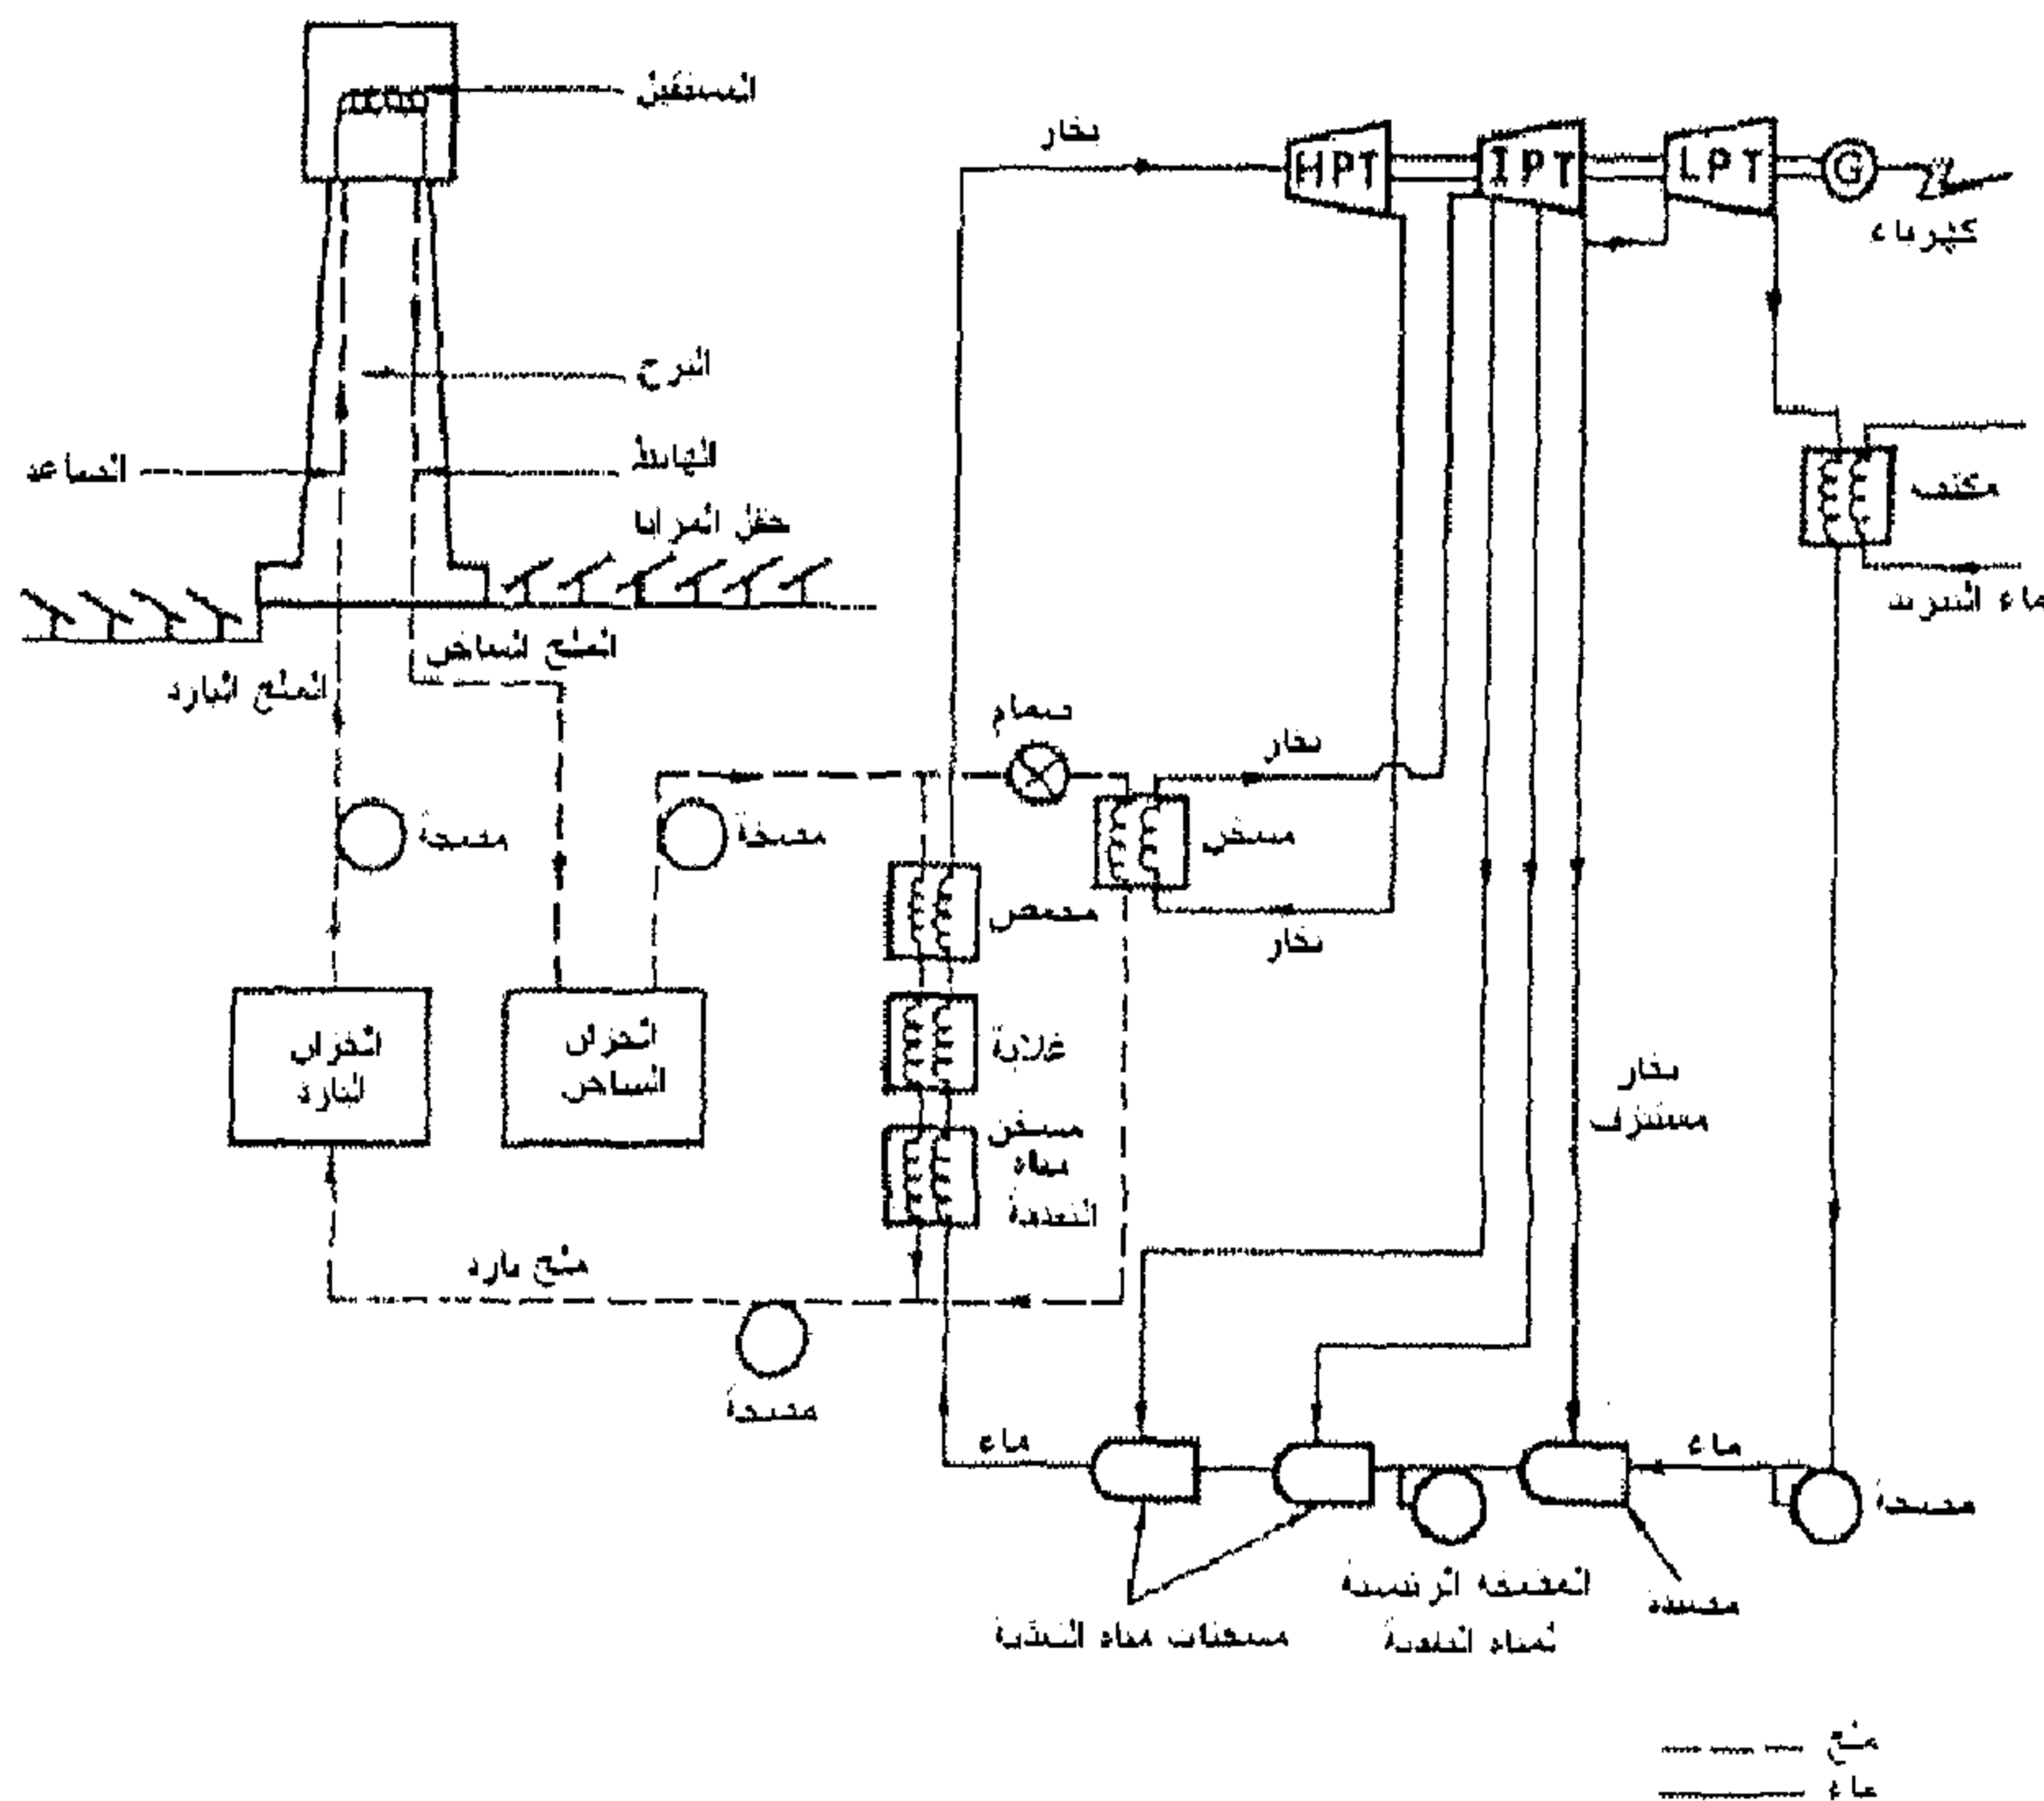 المستقبل
بخار
HPT
IPT
LPT
G
كهرباء
البرج
الصاعد
الهابط
حقل المرايا
مكثف
ماء التبريد
الملح الساخن
الملح البارد
صمام
بخار
مضخة
مضخة
مسخن
محمص
بخار
الخزان
البارد
الخزان
الساخن
غلاية
بخار
مستنزف
مسخن
مياه
التغذية
ملح بارد
مضخة
ماء
ماء
مضخة
المضخة الرئيسية
لمياه التغذية
مسخنات مياه التغذية
ملح
ماء